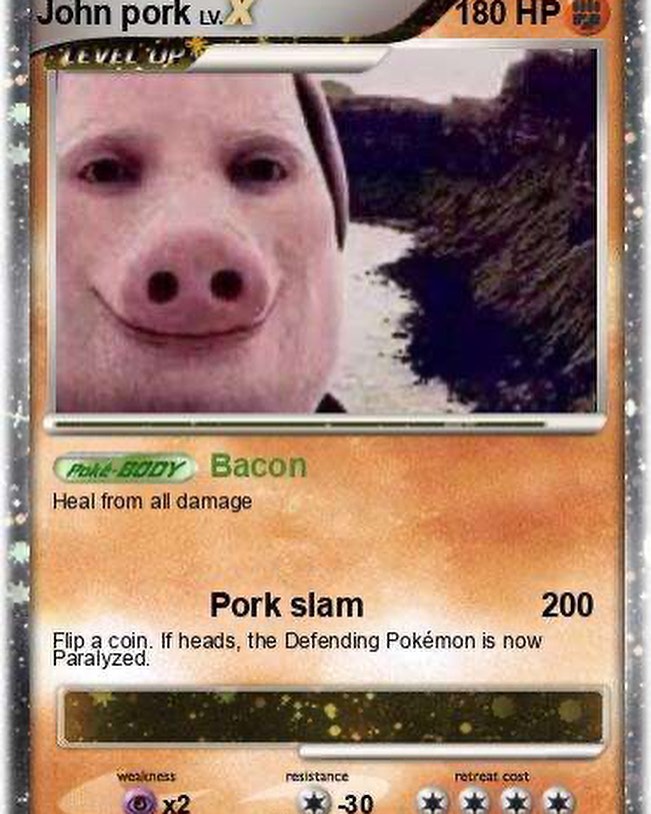 John pork LV.X 180 HP
LEVEL UP
Poké-BODY Bacon
Heal from all damage
Pork slam 200
Flip a coin. If heads, the Defending Pokémon is now
Paralyzed.
weakness resistance retreat cost
x2 -30